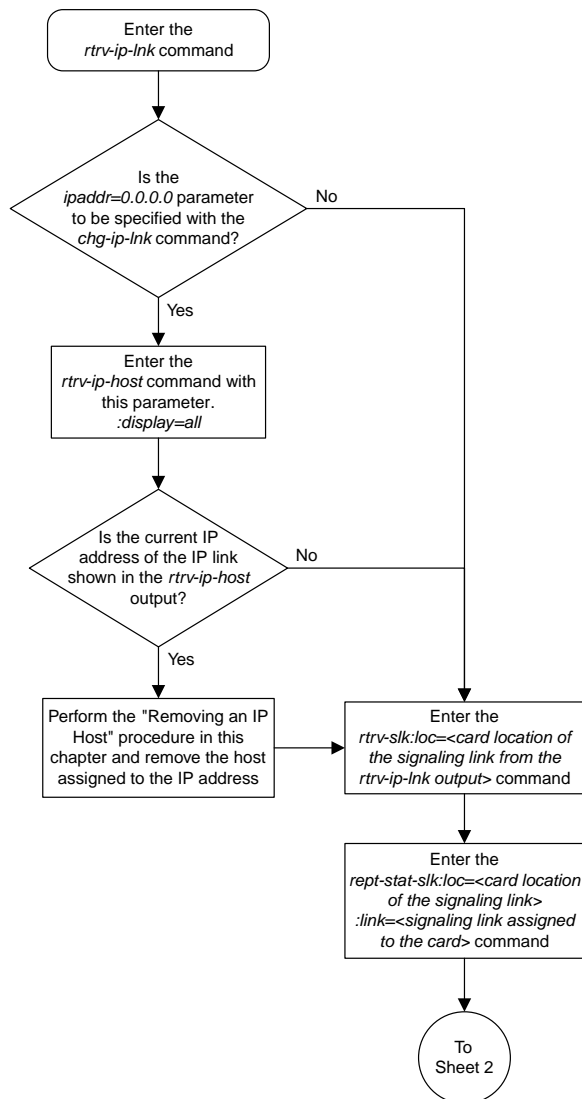 Enter the
rtrv-ip-lnk command
Is the
ipaddr=0.0.0.0 parameter
to be specified with the
chg-ip-lnk command?
No
Yes
Enter the
rtrv-ip-host command with
this parameter.
:display=all
Is the current IP
address of the IP link
shown in the rtrv-ip-host
output?
No
Yes
Perform the "Removing an IP
Host" procedure in this
chapter and remove the host
assigned to the IP address
Enter the
rtrv-slk:loc=<card location
of the signaling link from the
rtrv-ip-lnk output> command
Enter the
rept-stat-slk:loc=<card location
of the signaling link>
:link=<signaling link assigned
to the card> command
To
Sheet 2